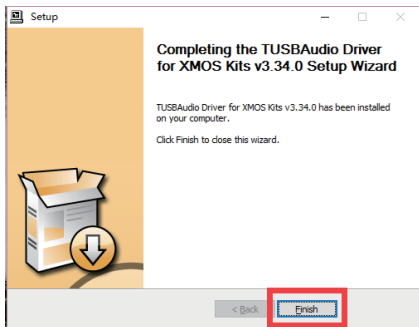 Setup
Completing the TUSBAudio Driver
for XMOS Kits v3.34.0 Setup Wizard
TUSBAudio Driver for XMOS Kits v3.34.0 has been installed
on your computer.
Click Finish to close this wizard.
< Back
Finish